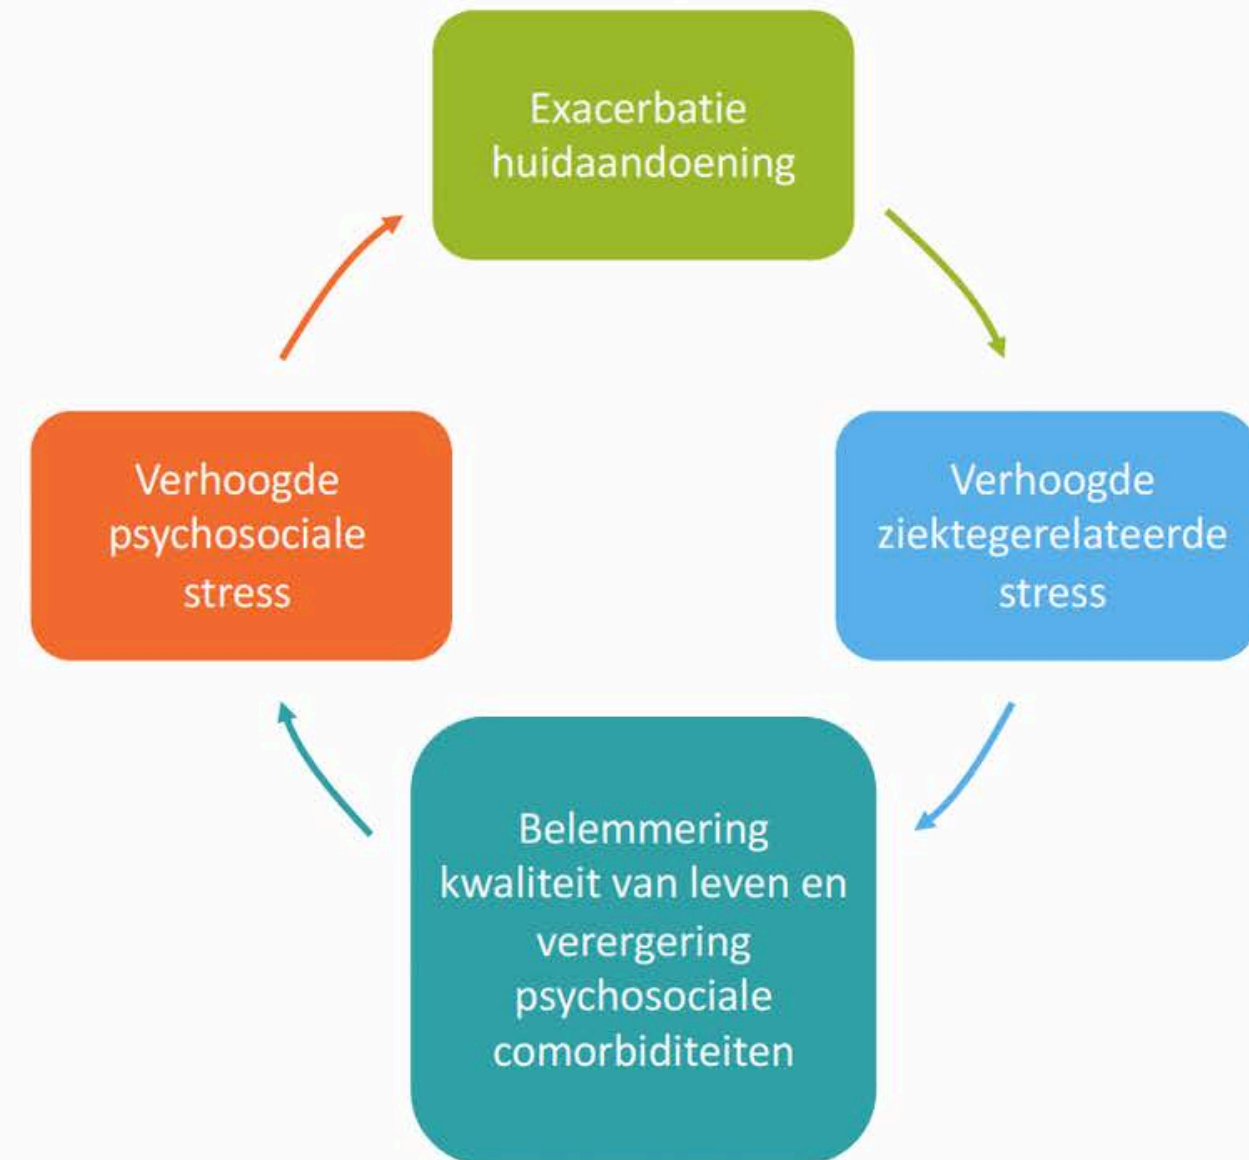 Exacerbatie
huidaandoening
Verhoogde
psychosociale
stress
Verhoogde
ziektegerelateerde
stress
Belemmering
kwaliteit van leven en
verergering
psychosociale
comorbiditeiten